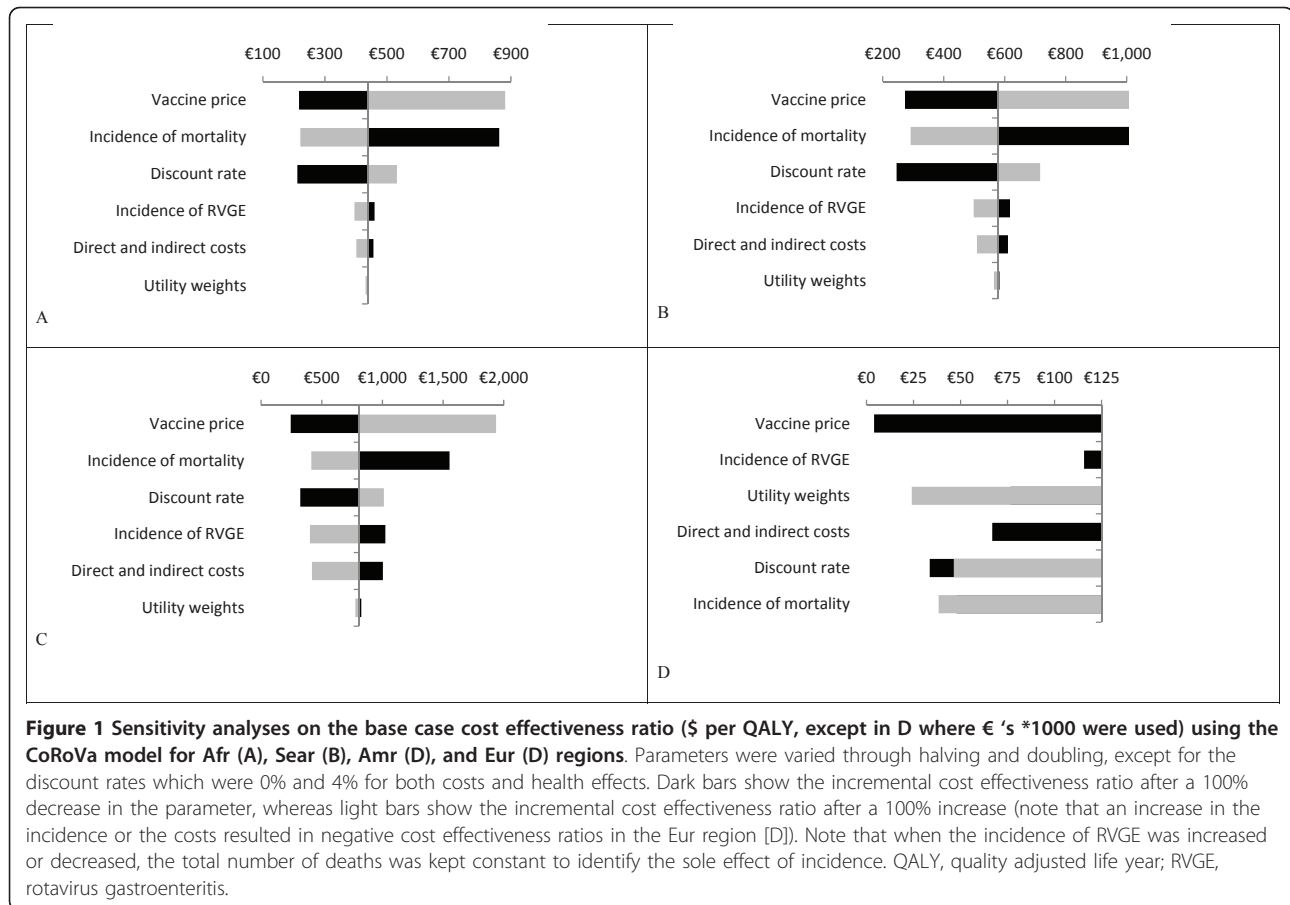 €100 €300 €500 €700 €900
Vaccine price
Incidence of mortality
Discount rate
Incidence of RVGE
Direct and indirect costs
Utility weights
A
€200 €400 €600 €800 €1,000
Vaccine price
Incidence of mortality
Discount rate
Incidence of RVGE
Direct and indirect costs
Utility weights
B
€0 €500 €1,000 €1,500 €2,000
Vaccine price
Incidence of mortality
Discount rate
Incidence of RVGE
Direct and indirect costs
Utility weights
C
€0 €25 €50 €75 €100 €125
Vaccine price
Incidence of RVGE
Utility weights
Direct and indirect costs
Discount rate
Incidence of mortality
D
Figure 1 Sensitivity analyses on the base case cost effectiveness ratio ($ per QALY, except in D where € ‘s *1000 were used) using the
CoRoVa model for Afr (A), Sear (B), Amr (D), and Eur (D) regions. Parameters were varied through halving and doubling, except for the
discount rates which were 0% and 4% for both costs and health effects. Dark bars show the incremental cost effectiveness ratio after a 100%
decrease in the parameter, whereas light bars show the incremental cost effectiveness ratio after a 100% increase (note that an increase in the
incidence or the costs resulted in negative cost effectiveness ratios in the Eur region [D]). Note that when the incidence of RVGE was increased
or decreased, the total number of deaths was kept constant to identify the sole effect of incidence. QALY, quality adjusted life year; RVGE,
rotavirus gastroenteritis.